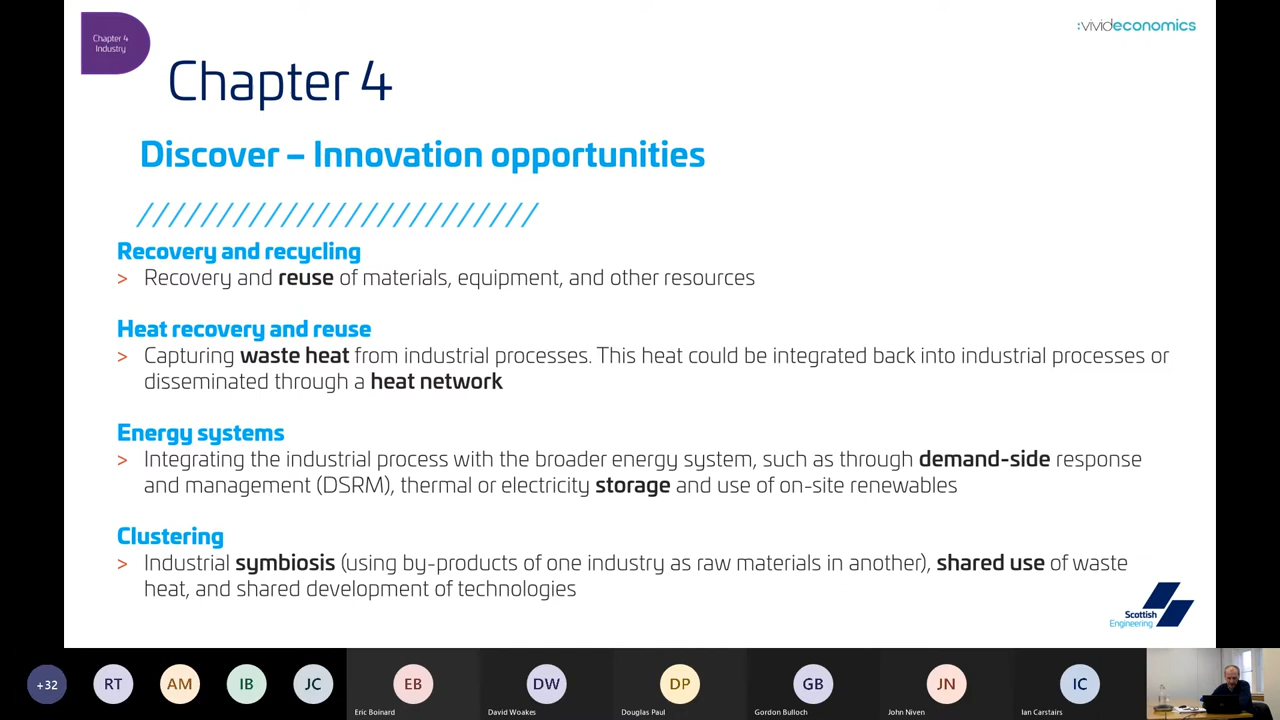 Chapter 4
Industry
:vivideconomics
Chapter 4
Discover – Innovation opportunities
Recovery and recycling
> Recovery and reuse of materials, equipment, and other resources
Heat recovery and reuse
> Capturing waste heat from industrial processes. This heat could be integrated back into industrial processes or
disseminated through a heat network
Energy systems
> Integrating the industrial process with the broader energy system, such as through demand-side response
and management (DSRM), thermal or electricity storage and use of on-site renewables
Clustering
> Industrial symbiosis (using by-products of one industry as raw materials in another), shared use of waste
heat, and shared development of technologies
Scottish
Engineering
+32
RT
AM
IB
JC
EB
DW
DP
GB
JN
IC
Eric Boinard
David Woakes
Douglas Paul
Gordon Bulloch
John Niven
Ian Carstairs